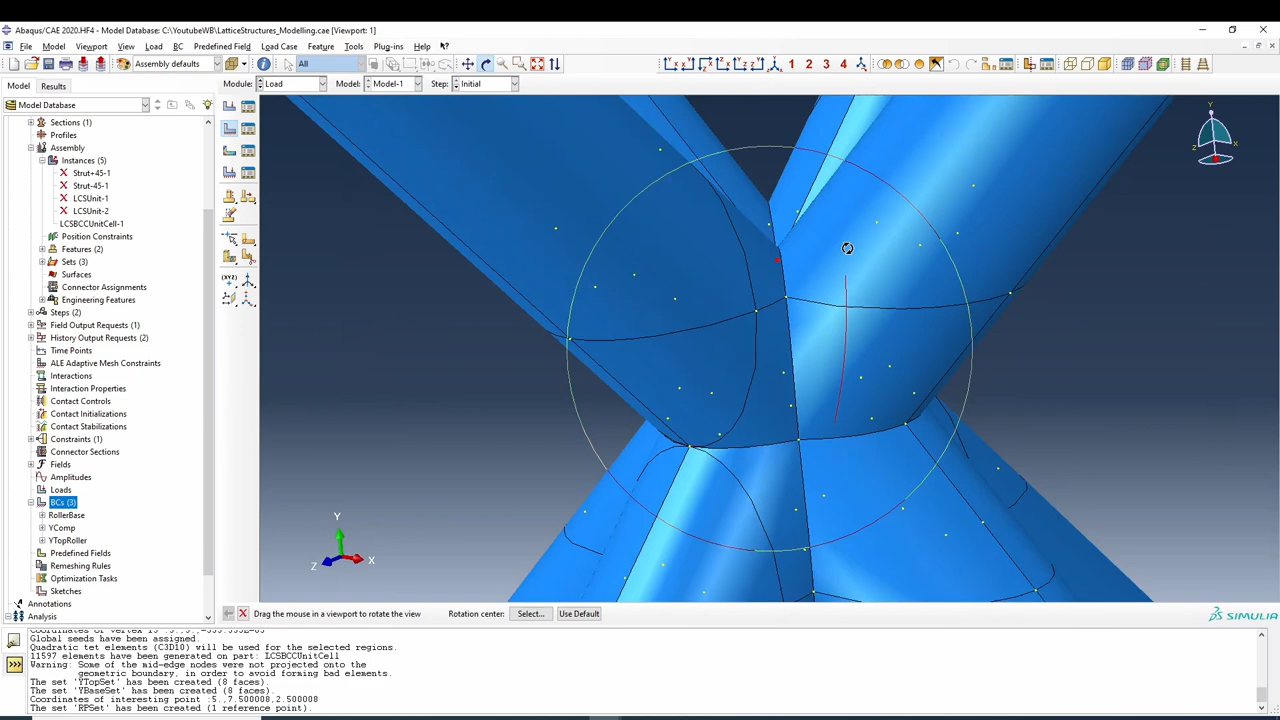 Abaqus/CAE 2020.HF4 - Model Database: C:\YoutubeWB\LatticeStructures_Modelling.cae [Viewport: 1]
File Model Viewport View Load BC Predefined Fields Load Case Feature Tools Plug-ins Help
Assembly defaults All 1 2 3 4
Model Results Module: Load Model: Model-1 Step: Initial
Model Database
Sections (1)
Profiles
Assembly
Instances (5)
Strut+45-1
Strut-45-1
LCSUnit-1
LCSUnit-2
LCSBCCUnitCell-1
Position Constraints
Features (2)
Sets (3)
Surfaces
Connector Assignments
Engineering Features
Steps (2)
Field Output Requests (1)
History Output Requests (2)
Time Points
ALE Adaptive Mesh Constraints
Interactions
Interaction Properties
Contact Controls
Contact Initializations
Contact Stabilizations
Constraints (1)
Connector Sections
Fields
Amplitudes
Loads
BCs (3)
RollerBase
YComp
YTopRoller
Predefined Fields
Remeshing Rules
Optimization Tasks
Sketches
Annotations
Analysis
Y
X
Z
Y
X
Z
Drag the mouse in a viewport to rotate the view Rotation center: Select... Use Default
SIMULIA
Global seeds have been assigned.
Quadratic tet elements (C3D10) will be used for the selected regions.
11597 elements have been generated on part: LCSBCCUnitCell
Warning: Some of the mid-edge nodes were not projected onto the
geometric boundary, in order to avoid forming bad elements.
The set 'YTopSet' has been created (8 faces).
The set 'YBaseSet' has been created (8 faces).
Coordinates of interesting point :5.,7.500008,2.500008
The set 'RPSet' has been created (1 reference point).